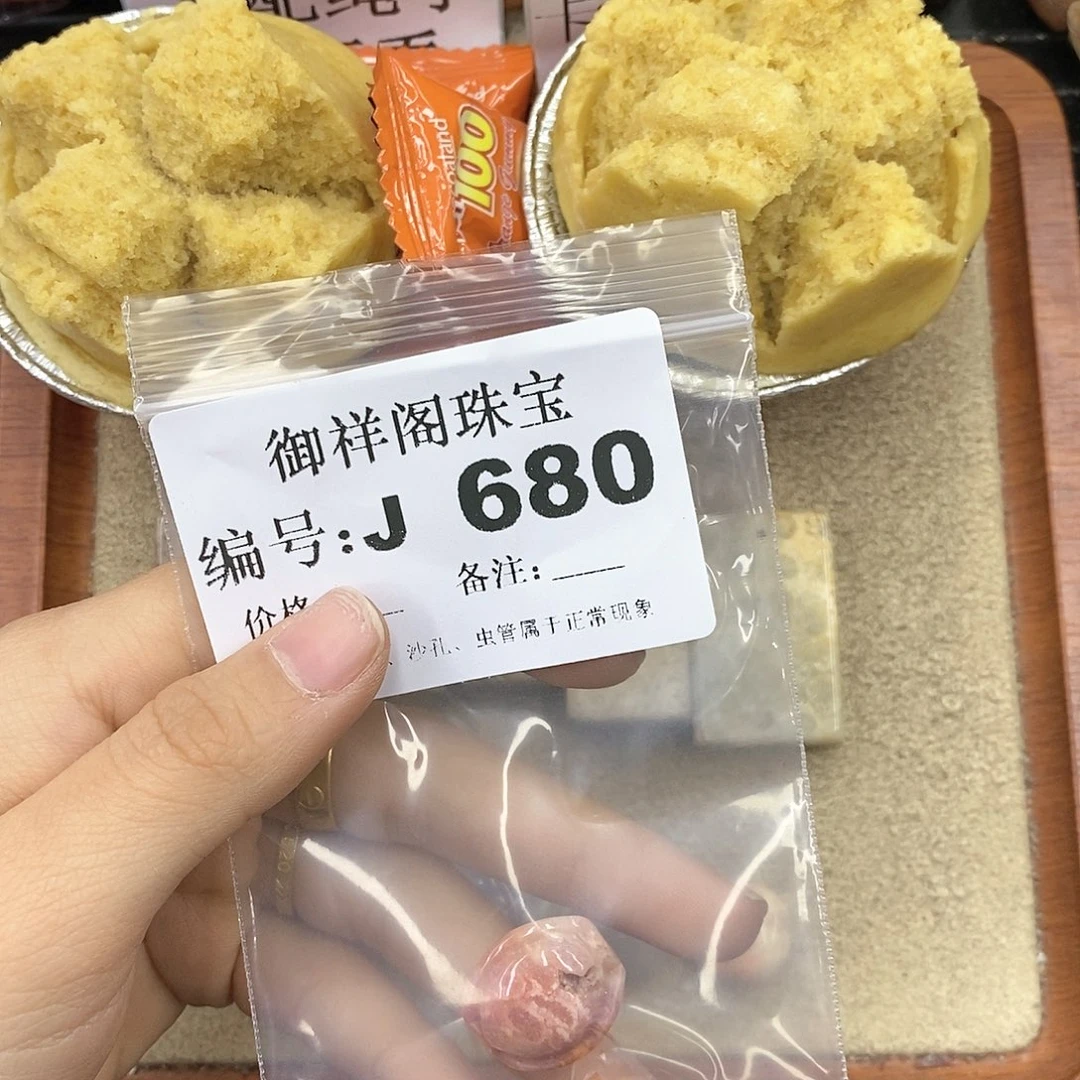 100
御祥阁珠宝
编号:J 680
价格 备注:
、沙孔、虫管属于正常现象